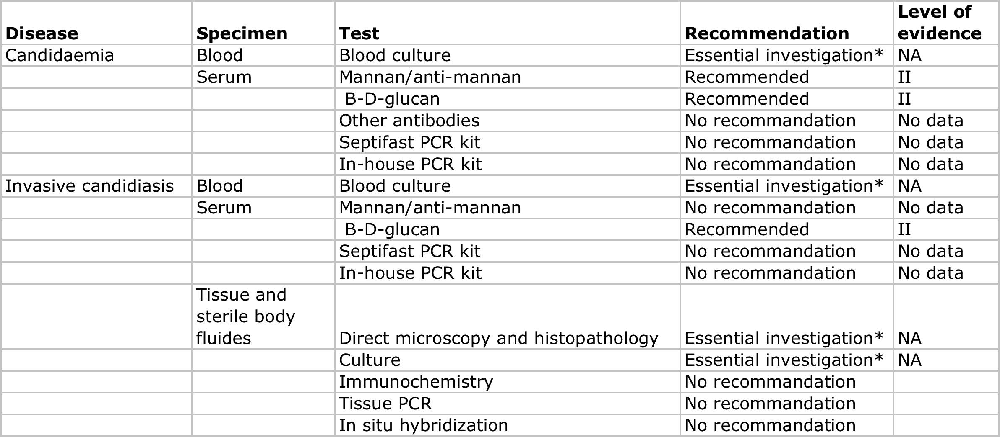 Disease Specimen Test Recommendation Level of evidence
Candidaemia Blood Blood culture Essential investigation* NA
Serum Mannan/anti-mannan Recommended II
B-D-glucan Recommended II
Other antibodies No recommandation No data
Septifast PCR kit No recommandation No data
In-house PCR kit No recommandation No data
Invasive candidiasis Blood Blood culture Essential investigation* NA
Serum Mannan/anti-mannan No recommandation No data
B-D-glucan Recommended II
Septifast PCR kit No recommandation No data
In-house PCR kit No recommandation No data
Tissue and
sterile body
fluides Direct microscopy and histopathology Essential investigation* NA
Culture Essential investigation* NA
Immunochemistry No recommandation
Tissue PCR No recommandation
In situ hybridization No recommandation